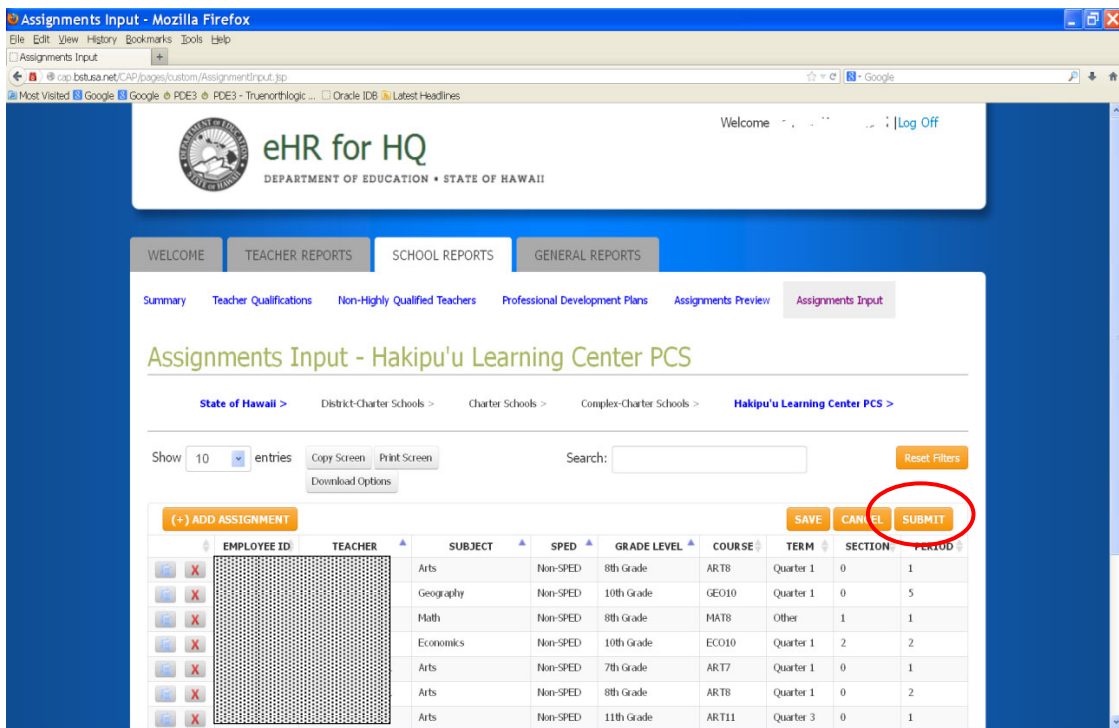 Assignments Input - Mozilla Firefox
File Edit View History Bookmarks Tools Help
Assignments Input +
cap.bstusa.net/CAP/pages/custom/AssignmentInput.jsp Google
Most Visited Google Google PDE3 PDE3 - Truenorthlogic ... Oracle IDB Latest Headlines
Welcome |Log Off
eHR for HQ
DEPARTMENT OF EDUCATION • STATE OF HAWAII
WELCOME TEACHER REPORTS SCHOOL REPORTS GENERAL REPORTS
Summary Teacher Qualifications Non-Highly Qualified Teachers Professional Development Plans Assignments Preview Assignments Input
Assignments Input - Hakipu'u Learning Center PCS
State of Hawaii > District-Charter Schools > Charter Schools > Complex-Charter Schools > Hakipu'u Learning Center PCS >
Show 10 entries Copy Screen Print Screen Search: Reset Filters
Download Options
(+) ADD ASSIGNMENT SAVE CANCEL SUBMIT
EMPLOYEE ID TEACHER SUBJECT SPED GRADE LEVEL COURSE TERM SECTION PERIOD
X Arts Non-SPED 8th Grade ART8 Quarter 1 0 1
X Geography Non-SPED 10th Grade GEO10 Quarter 1 0 5
X Math Non-SPED 8th Grade MAT8 Other 1 1
X Economics Non-SPED 10th Grade ECO10 Quarter 1 2 2
X Arts Non-SPED 7th Grade ART7 Quarter 1 0 1
X Arts Non-SPED 8th Grade ART8 Quarter 1 0 2
X Arts Non-SPED 11th Grade ART11 Quarter 3 0 1